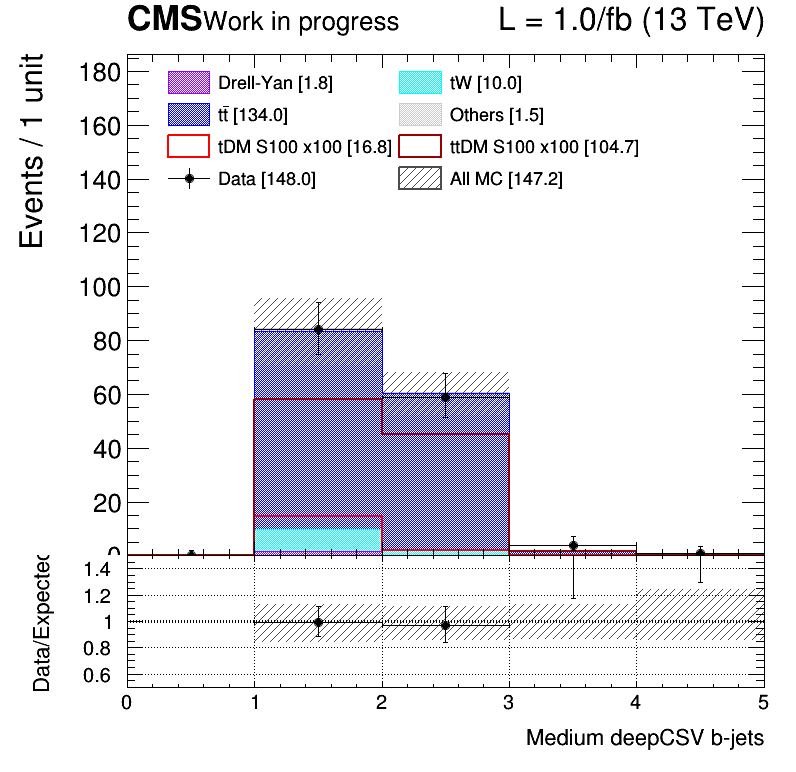 CMS Work in progress L = 1.0/fb (13 TeV)
Events / 1 unit
180
160
140
120
100
80
60
40
20
0
Drell-Yan [1.8] tW [10.0]
tt̄ [134.0] Others [1.5]
tDM S100 x100 [16.8] ttDM S100 x100 [104.7]
Data [148.0] All MC [147.2]
Data/Expected
1.4
1.2
1
0.8
0.6
0 1 2 3 4 5
Medium deepCSV b-jets